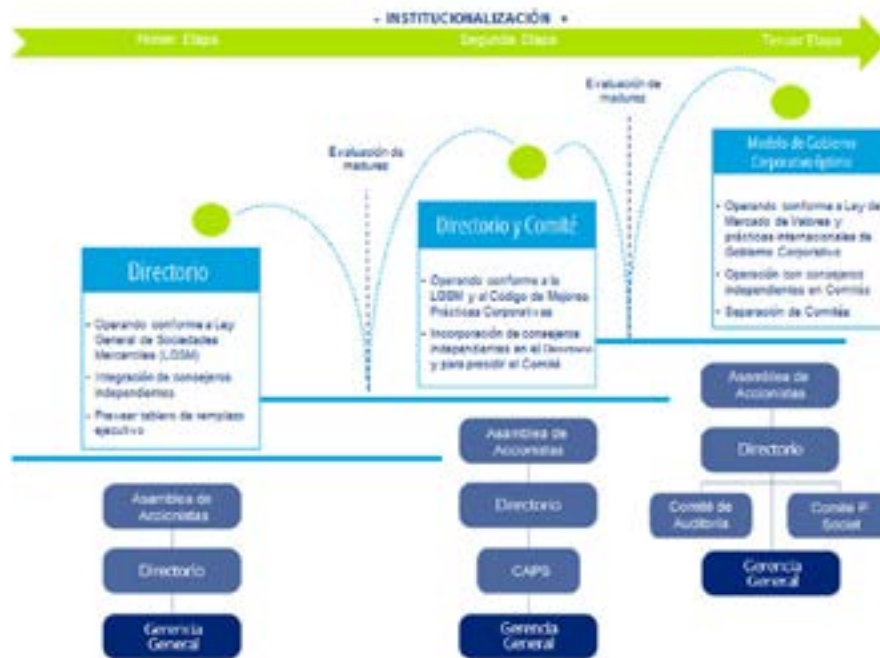 - INSTITUCIONALIZACIÓN +
Primer Etapa
Segunda Etapa
Tercer Etapa
Evaluación de
madurez
Evaluación de
madurez
Directorio
• Operando conforme a Ley
General de Sociedades
Mercantiles (LGSM)
• Integración de consejeros
independientes
• Preveer tablero de remplazo
ejecutivo
Directorio y Comité
• Operando conforme a la
LGSM y al Código de Mejores
Prácticas Corporativas
• Incorporación de consejeros
independientes en el Directorio
y para presidir el Comité
Modelo de Gobierno
Corporativo óptimo
• Operando conforme a Ley de
Mercado de Valores y
prácticas internacionales de
Gobierno Corporativo
• Operación con consejeros
independientes en Comités
• Separación de Comités
Asamblea de
Accionistas
Directorio
Gerencia
General
Asamblea de
Accionistas
Directorio
CAPS
Gerencia
General
Asamblea de
Accionistas
Directorio
Comité de
Auditoría
Comité P.
Societ
Gerencia
General